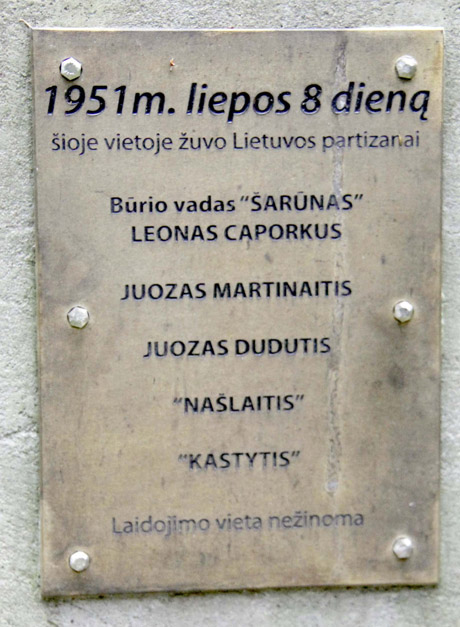 1951m. liepos 8 dieną
šioje vietoje žuvo Lietuvos partizanai
Būrio vadas "ŠARŪNAS"
LEONAS CAPORKUS
JUOZAS MARTINAITIS
JUOZAS DUDUTIS
"NAŠLAITIS"
"KASTYTIS"
Laidojimo vieta nežinoma